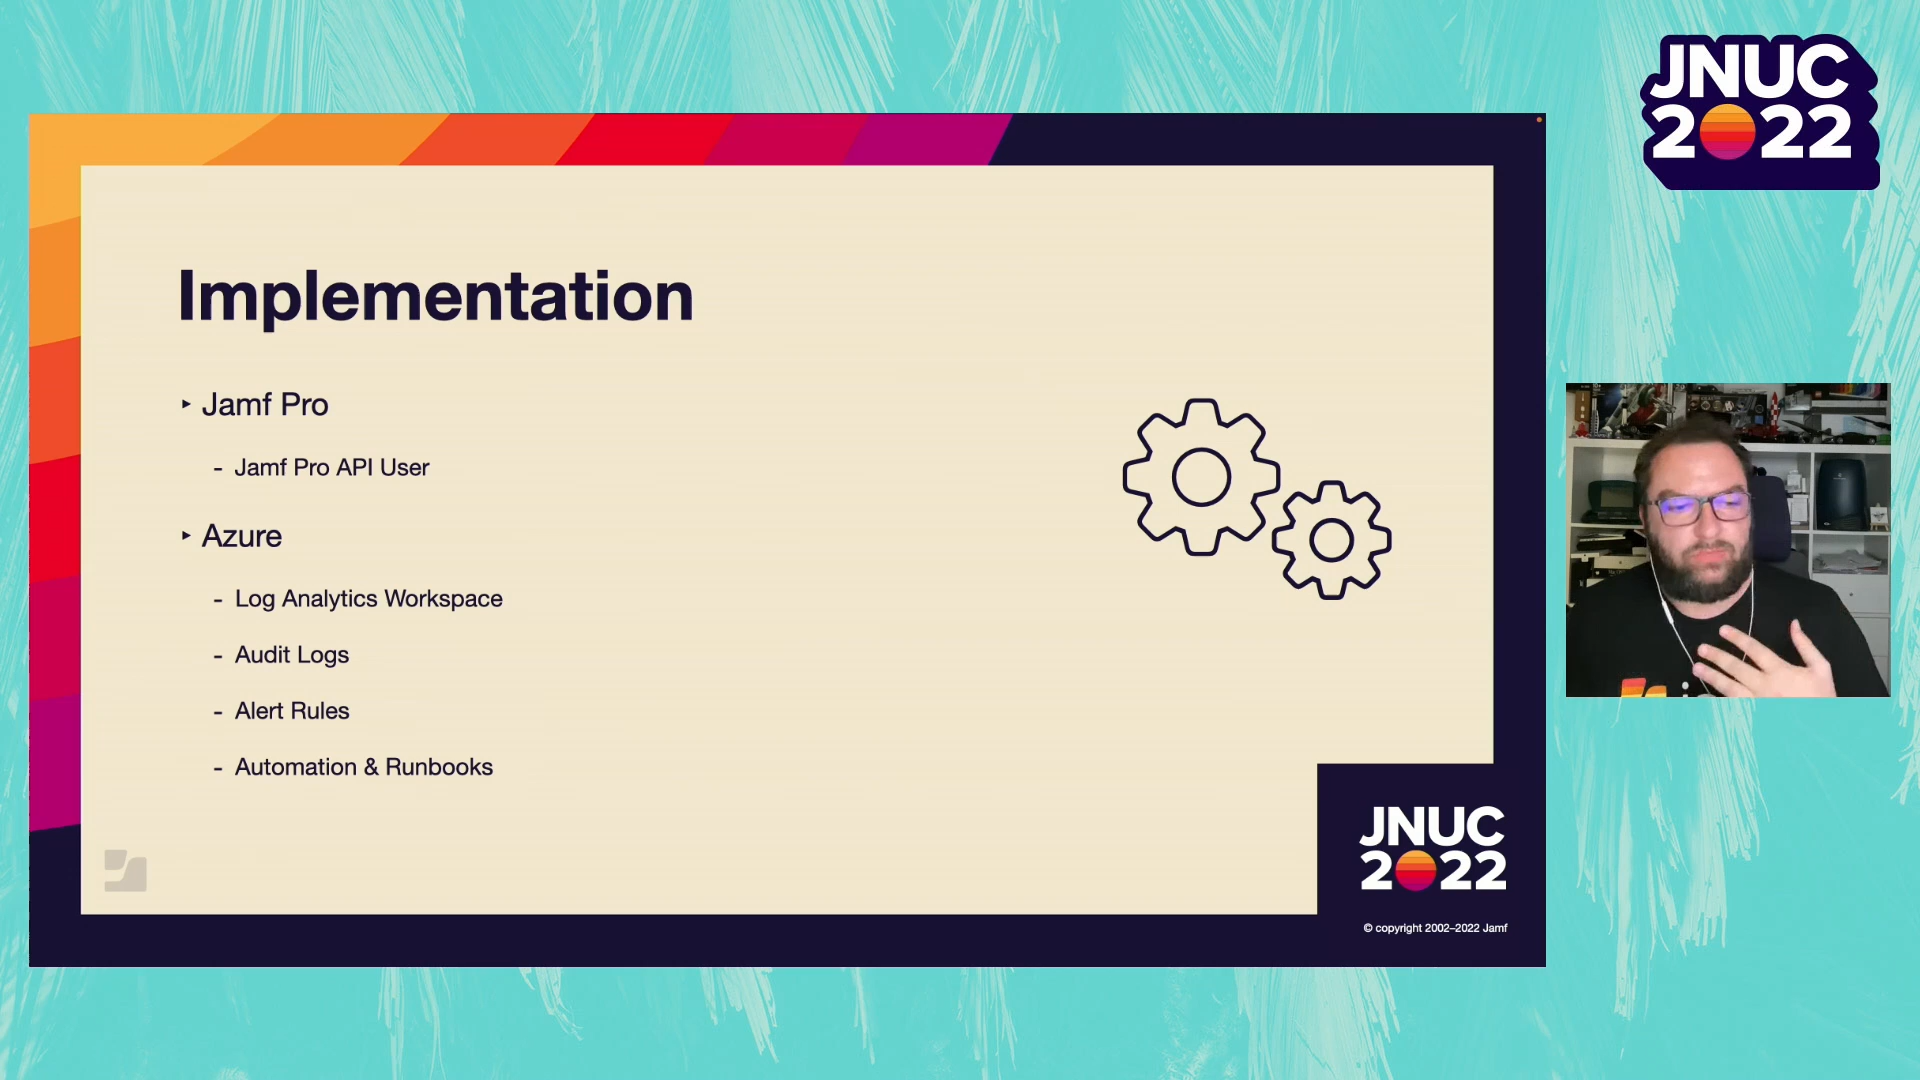 JNUC
2022
Implementation
‣ Jamf Pro
- Jamf Pro API User
‣ Azure
- Log Analytics Workspace
- Audit Logs
- Alert Rules
- Automation & Runbooks
JNUC
2022
© copyright 2002–2022 Jamf